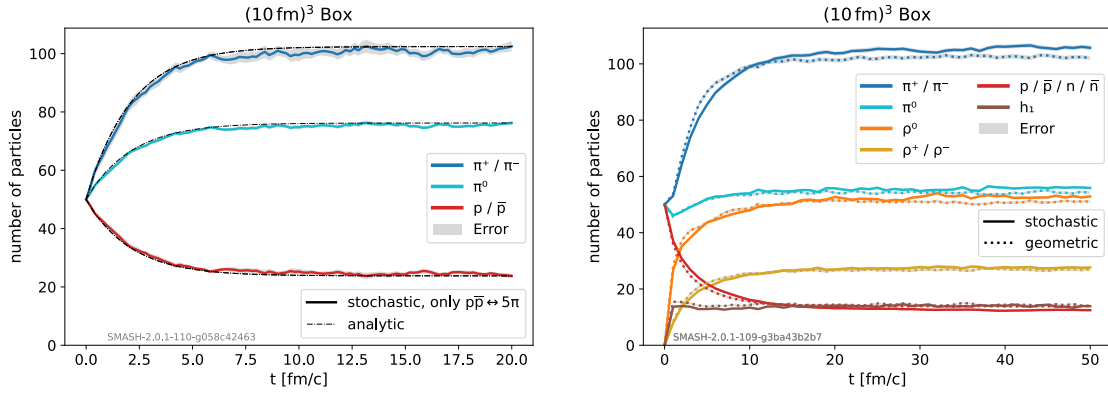 (10 fm)³ Box
number of particles
100
80
60
40
20
0
π⁺ / π⁻
π⁰
p / p̅
Error
stochastic, only pp̅↔5π
analytic
SMASH-2.0.1-110-g058c42463
0.0 2.5 5.0 7.5 10.0 12.5 15.0 17.5 20.0
t [fm/c]
(10 fm)³ Box
number of particles
100
80
60
40
20
0
π⁺ / π⁻
π⁰
ρ⁰
ρ⁺ / ρ⁻
p / p̅ / n / n̅
h₁
Error
stochastic
geometric
SMASH-2.0.1-109-g3ba43b2b7
0 10 20 30 40 50
t [fm/c]